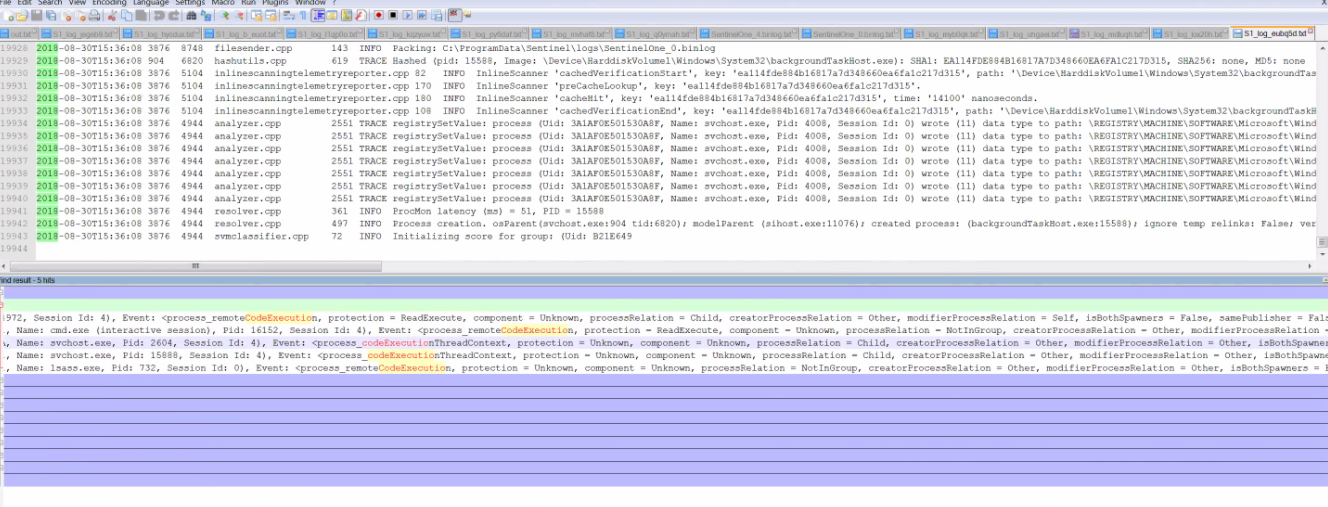 File Edit Search View Encoding Language Settings Macro Run Plugins Window ? X
out.txt S1_log_py6daf.txt S1_log_q0ymah.txt SentinelOne_4.binlog.txt SentinelOne_0.binlog.txt S1_log_eubq5d.txt
19928 2018-08-30T15:36:08 3876 8748 filesender.cpp 143 INFO Packing: C:\ProgramData\Sentinel\logs\SentinelOne_0.binlog
19929 2018-08-30T15:36:08 904 6820 hashutils.cpp 619 TRACE Hashed (pid: 15588, Image: \Device\HarddiskVolume1\Windows\System32\backgroundTaskHost.exe): SHA1: EA114FDE884B16817A7D348660EA6FA1C217D315, SHA256: none, MD5: none
19930 2018-08-30T15:36:08 3876 5104 inlinescanningtelemetryreporter.cpp 82 INFO InlineScanner 'cachedVerificationStart', key: 'ea114fde884b16817a7d348660ea6fa1c217d315', path: '\Device\HarddiskVolume1\Windows\System32\backgroundTas
19931 2018-08-30T15:36:08 3876 5104 inlinescanningtelemetryreporter.cpp 170 INFO InlineScanner 'preCacheLookup', key: 'ea114fde884b16817a7d348660ea6fa1c217d315'.
19932 2018-08-30T15:36:08 3876 5104 inlinescanningtelemetryreporter.cpp 180 INFO InlineScanner 'cacheHit', key: 'ea114fde884b16817a7d348660ea6fa1c217d315', time: '14100' nanoseconds.
19933 2018-08-30T15:36:08 3876 5104 inlinescanningtelemetryreporter.cpp 108 INFO InlineScanner 'cachedVerificationEnd', key: 'ea114fde884b16817a7d348660ea6fa1c217d315', path: '\Device\HarddiskVolume1\Windows\System32\backgroundTaskH
19934 2018-08-30T15:36:08 3876 4944 analyzer.cpp 2551 TRACE registrySetValue: process (Uid: 3A1AF0E501530A8F, Name: svchost.exe, Pid: 4008, Session Id: 0) wrote (11) data type to path: \REGISTRY\MACHINE\SOFTWARE\Microsoft\Wind
19935 2018-08-30T15:36:08 3876 4944 analyzer.cpp 2551 TRACE registrySetValue: process (Uid: 3A1AF0E501530A8F, Name: svchost.exe, Pid: 4008, Session Id: 0) wrote (11) data type to path: \REGISTRY\MACHINE\SOFTWARE\Microsoft\Wind
19936 2018-08-30T15:36:08 3876 4944 analyzer.cpp 2551 TRACE registrySetValue: process (Uid: 3A1AF0E501530A8F, Name: svchost.exe, Pid: 4008, Session Id: 0) wrote (11) data type to path: \REGISTRY\MACHINE\SOFTWARE\Microsoft\Wind
19937 2018-08-30T15:36:08 3876 4944 analyzer.cpp 2551 TRACE registrySetValue: process (Uid: 3A1AF0E501530A8F, Name: svchost.exe, Pid: 4008, Session Id: 0) wrote (11) data type to path: \REGISTRY\MACHINE\SOFTWARE\Microsoft\Wind
19938 2018-08-30T15:36:08 3876 4944 analyzer.cpp 2551 TRACE registrySetValue: process (Uid: 3A1AF0E501530A8F, Name: svchost.exe, Pid: 4008, Session Id: 0) wrote (11) data type to path: \REGISTRY\MACHINE\SOFTWARE\Microsoft\Wind
19939 2018-08-30T15:36:08 3876 4944 analyzer.cpp 2551 TRACE registrySetValue: process (Uid: 3A1AF0E501530A8F, Name: svchost.exe, Pid: 4008, Session Id: 0) wrote (11) data type to path: \REGISTRY\MACHINE\SOFTWARE\Microsoft\Wind
19940 2018-08-30T15:36:08 3876 4944 analyzer.cpp 2551 TRACE registrySetValue: process (Uid: 3A1AF0E501530A8F, Name: svchost.exe, Pid: 4008, Session Id: 0) wrote (11) data type to path: \REGISTRY\MACHINE\SOFTWARE\Microsoft\Wind
19941 2018-08-30T15:36:08 3876 4944 resolver.cpp 361 INFO ProcMon latency (ms) = 51, PID = 15588
19942 2018-08-30T15:36:08 3876 4944 resolver.cpp 497 INFO Process creation. osParent(svchost.exe:904 tid:6820); modelParent (sihost.exe:11076); created process: (backgroundTaskHost.exe:15588); ignore temp relinks: False; ver
19943 2018-08-30T15:36:08 3876 4944 svmclassifier.cpp 72 INFO Initializing score for group: (Uid: B21E649
19944
Find result - 5 hits
1972, Session Id: 4), Event: <process_remoteCodeExecution, protection = ReadExecute, component = Unknown, processRelation = Child, creatorProcessRelation = Other, modifierProcessRelation = Self, isBothSpawners = False, samePublisher = Fals
, Name: cmd.exe (interactive session), Pid: 16152, Session Id: 4), Event: <process_remoteCodeExecution, protection = ReadExecute, component = Unknown, processRelation = NotInGroup, creatorProcessRelation = Other, modifierProcessRelation =
, Name: svchost.exe, Pid: 2604, Session Id: 4), Event: <process_codeExecutionThreadContext, protection = Unknown, component = Unknown, processRelation = Child, creatorProcessRelation = Other, modifierProcessRelation = Other, isBothSpawne
, Name: svchost.exe, Pid: 15888, Session Id: 4), Event: <process_codeExecutionThreadContext, protection = Unknown, component = Unknown, processRelation = Child, creatorProcessRelation = Other, modifierProcessRelation = Other, isBothSpawn
, Name: lsass.exe, Pid: 732, Session Id: 0), Event: <process_remoteCodeExecution, protection = Unknown, component = Unknown, processRelation = NotInGroup, creatorProcessRelation = Other, modifierProcessRelation = Other, isBothSpawners =